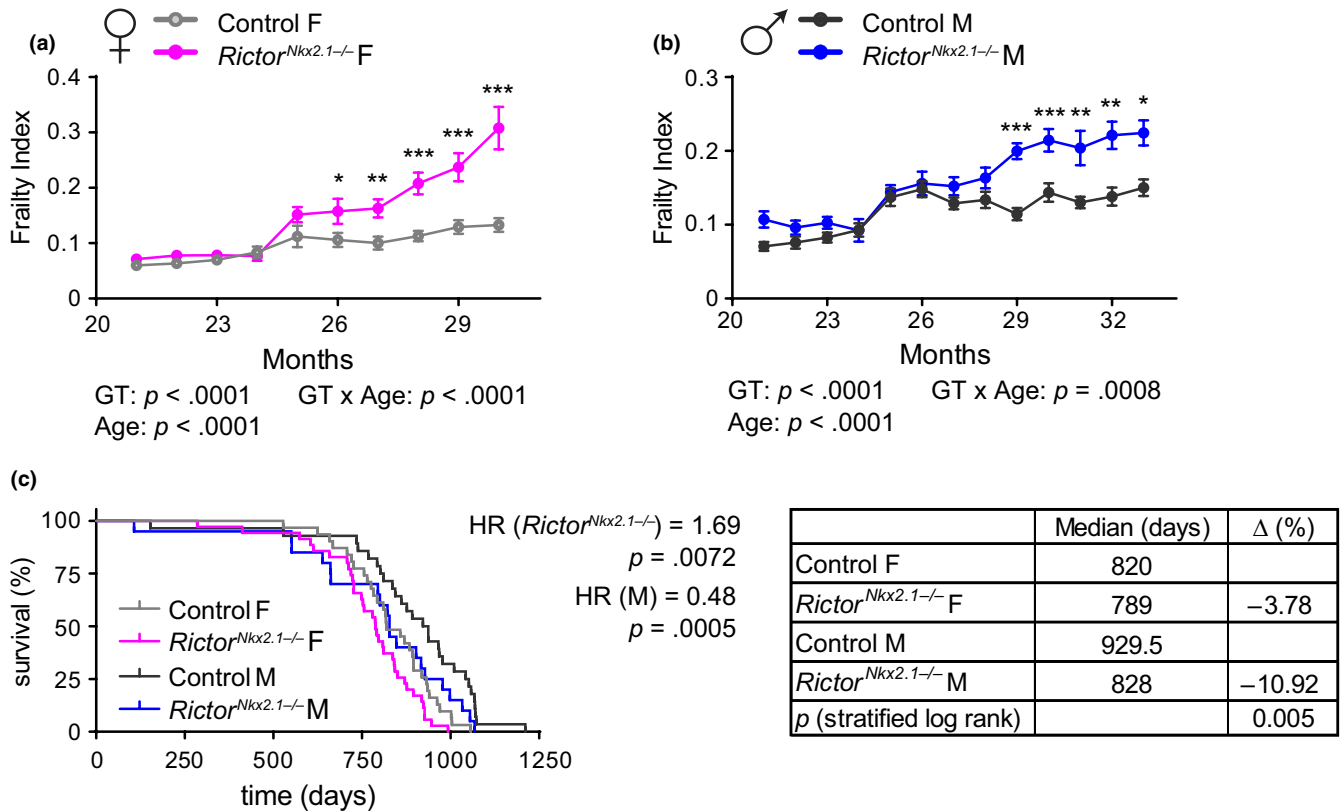 (a)
♀ Control F
Rictor^Nkx2.1–/– F
0.4
0.3
0.2
0.1
0
Frailty Index
*
**
***
***
***
20
23
26
29
Months
GT: p < .0001 GT x Age: p < .0001
Age: p < .0001
(b)
♂ Control M
Rictor^Nkx2.1–/– M
0.3
0.2
0.1
0
Frailty Index
***
***
**
**
*
20
23
26
29
32
Months
GT: p < .0001 GT x Age: p = .0008
Age: p < .0001
(c)
100
75
50
25
0
survival (%)
Control F
Rictor^Nkx2.1–/– F
Control M
Rictor^Nkx2.1–/– M
0
250
500
750
1000
1250
time (days)
HR (Rictor^Nkx2.1–/–) = 1.69
p = .0072
HR (M) = 0.48
p = .0005
Median (days) Δ (%)
Control F 820
Rictor^Nkx2.1–/– F 789 –3.78
Control M 929.5
Rictor^Nkx2.1–/– M 828 –10.92
p (stratified log rank) 0.005